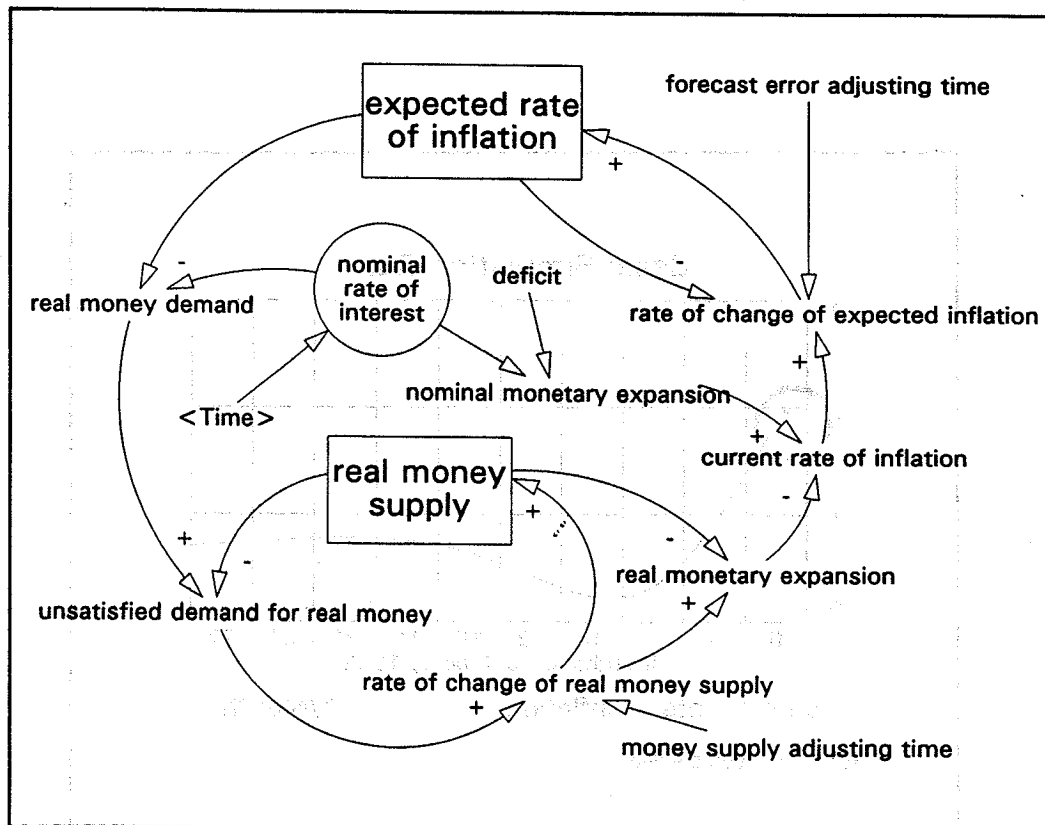 expected rate
of inflation
forecast error adjusting time
+
-
-
nominal
rate of
interest
deficit
real money demand
rate of change of expected inflation
+
nominal monetary expansion
<Time>
+
current rate of inflation
real money
supply
-
+
+
-
-
real monetary expansion
+
unsatisfied demand for real money
rate of change of real money supply
+
money supply adjusting time